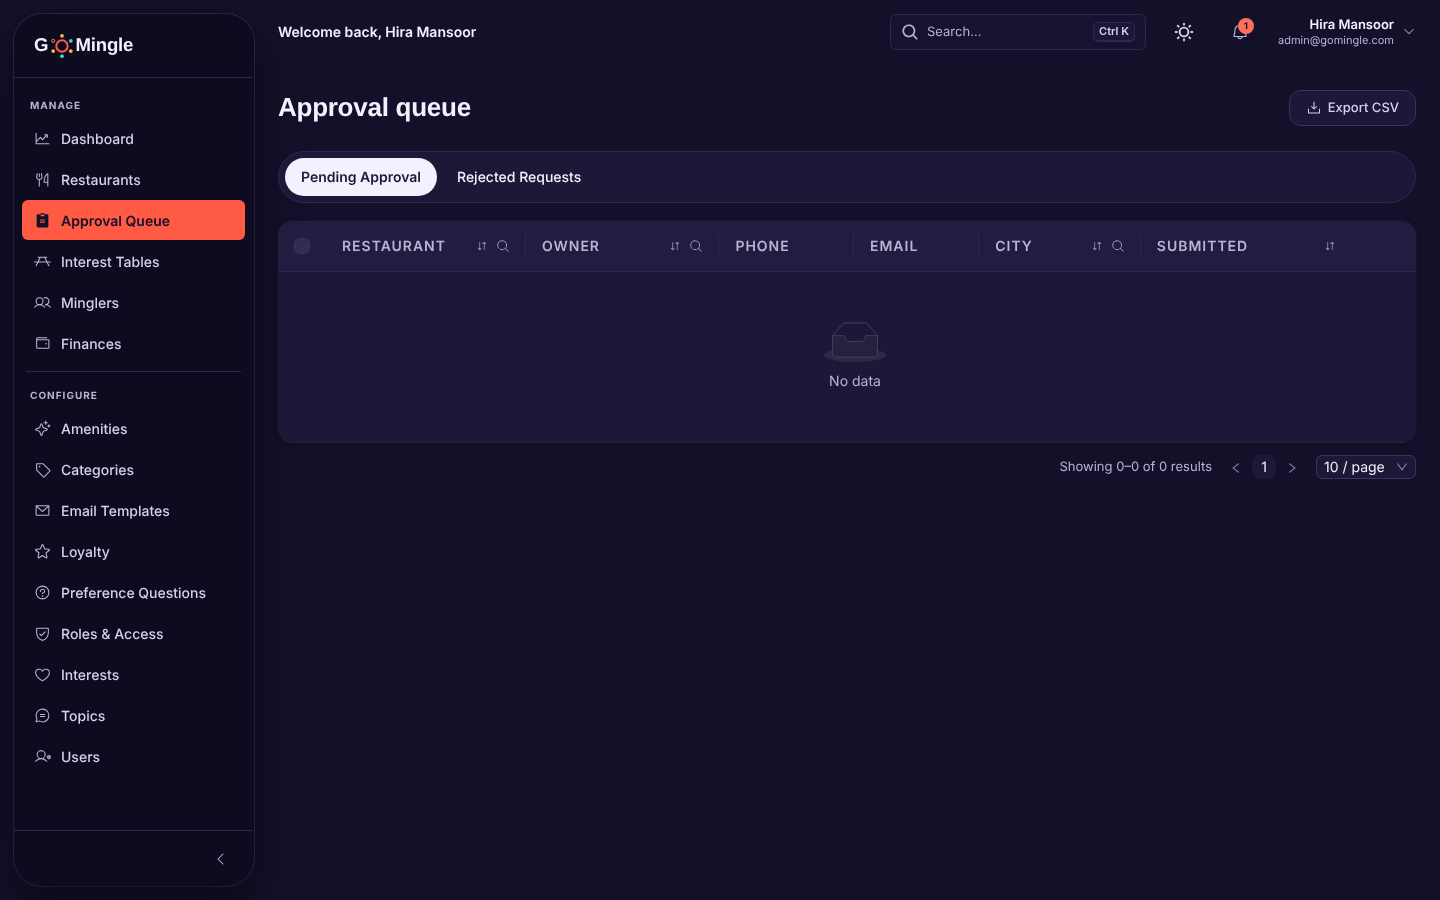 G Mingle
Welcome back, Hira Mansoor
Search...
Ctrl K
1
Hira Mansoor
admin@gomingle.com
MANAGE
Dashboard
Restaurants
Approval Queue
Interest Tables
Minglers
Finances
CONFIGURE
Amenities
Categories
Email Templates
Loyalty
Preference Questions
Roles & Access
Interests
Topics
Users
Approval queue
Export CSV
Pending Approval
Rejected Requests
RESTAURANT OWNER PHONE EMAIL CITY SUBMITTED
No data
Showing 0–0 of 0 results
1
10 / page